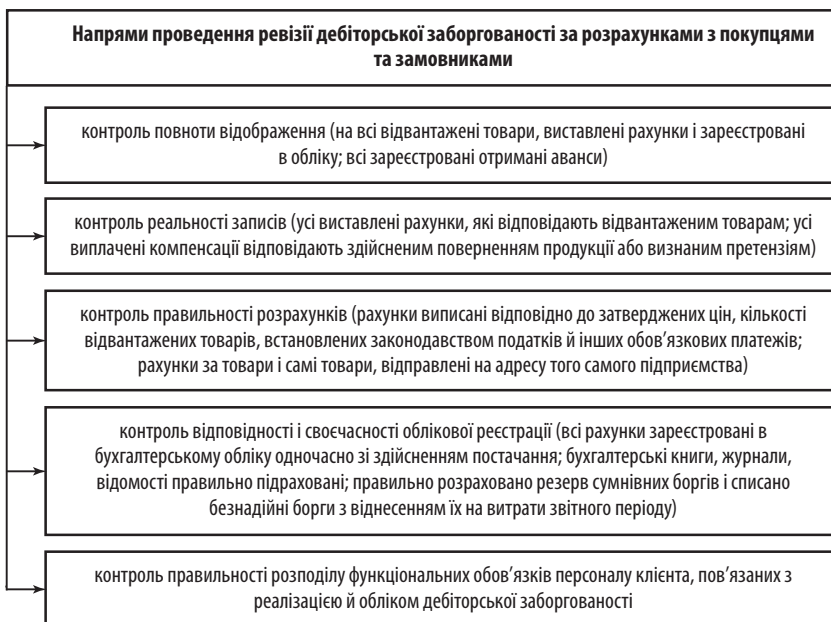 Напрями проведення ревізії дебіторської заборгованості за розрахунками з покупцями
та замовниками
контроль повноти відображення (на всі відвантажені товари, виставлені рахунки і зареєстровані
в обліку; всі зареєстровані отримані аванси)
контроль реальності записів (усі виставлені рахунки, які відповідають відвантаженим товарам; усі
виплачені компенсації відповідають здійсненим поверненням продукції або визнаним претензіям)
контроль правильності розрахунків (рахунки виписані відповідно до затверджених цін, кількості
відвантажених товарів, встановлених законодавством податків й інших обов’язкових платежів;
рахунки за товари і самі товари, відправлені на адресу того самого підприємства)
контроль відповідності і своєчасності облікової реєстрації (всі рахунки зареєстровані в
бухгалтерському обліку одночасно зі здійсненням постачання; бухгалтерські книги, журнали,
відомості правильно підраховані; правильно розраховано резерв сумнівних боргів і списано
безнадійні борги з віднесенням їх на витрати звітного періоду)
контроль правильності розподілу функціональних обов’язків персоналу клієнта, пов’язаних з
реалізацією й обліком дебіторської заборгованості